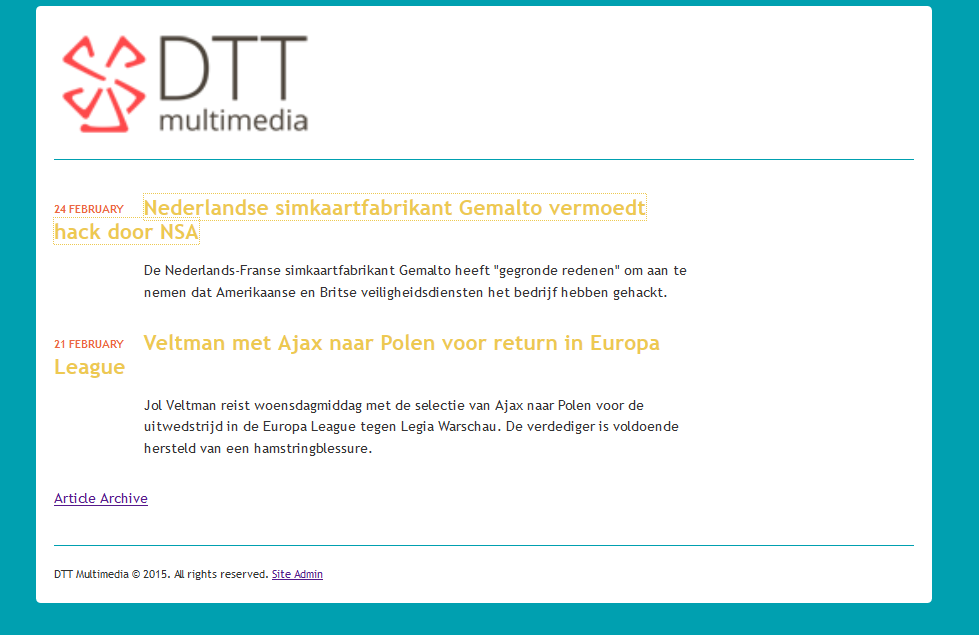 DTT
multimedia
24 FEBRUARY Nederlandse simkaartfabrikant Gemalto vermoedt
hack door NSA
De Nederlands-Franse simkaartfabrikant Gemalto heeft "gegronde redenen" om aan te
nemen dat Amerikaanse en Britse veiligheidsdiensten het bedrijf hebben gehackt.
21 FEBRUARY Veltman met Ajax naar Polen voor return in Europa
League
Jol Veltman reist woensdagmiddag met de selectie van Ajax naar Polen voor de
uitwedstrijd in de Europa League tegen Legia Warschau. De verdediger is voldoende
hersteld van een hamstringblessure.
Article Archive
DTT Multimedia © 2015. All rights reserved. Site Admin